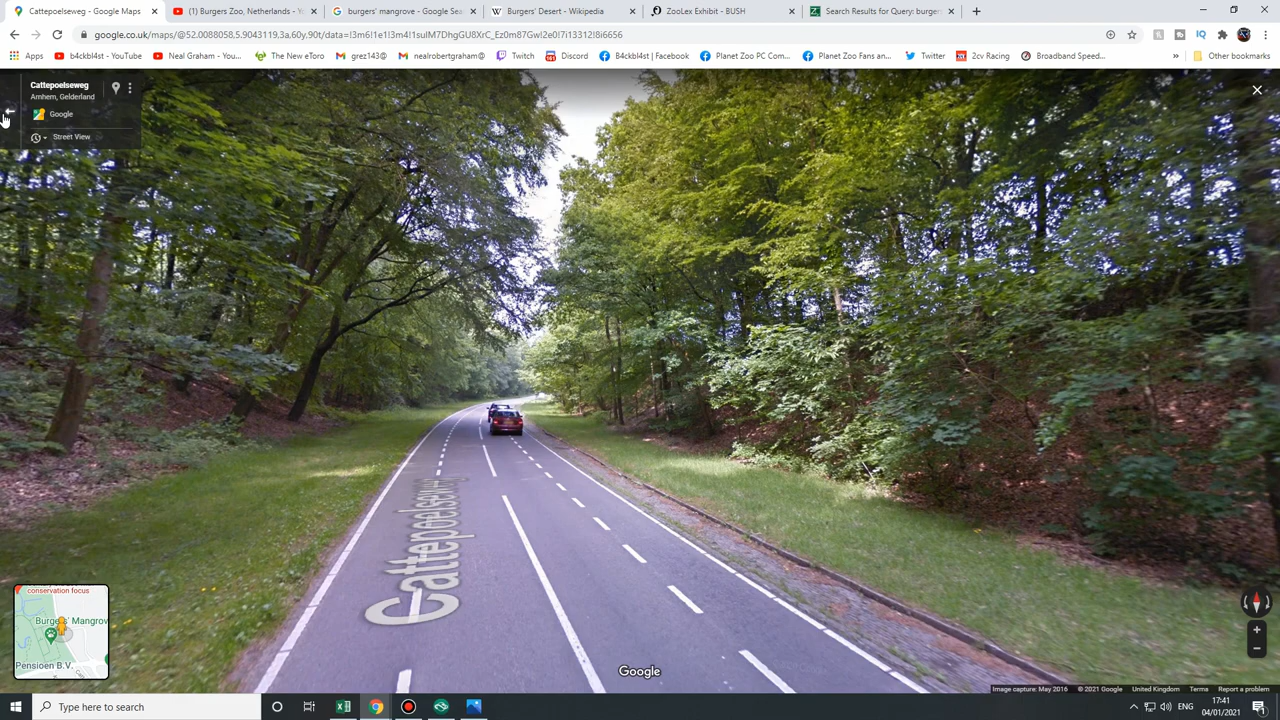 Cattepoelseweg - Google Maps
(1) Burgers Zoo, Netherlands - Yo
burgers' mangrove - Google Sea
Burgers' Desert - Wikipedia
ZooLex Exhibit - BUSH
Search Results for Query: burger
google.co.uk/maps/@52.0088058,5.9043119,3a,60y,90t/data=!3m6!1e1!3m4!1sulM7DhgGU8XrC_Ez0m87Gw!2e0!7i13312!8i6656
Apps
b4ckbl4st - YouTube
Neal Graham - You...
The New eToro
grez143@
nealrobertgraham@
Twitch
Discord
B4ckbl4st | Facebook
Planet Zoo PC Com...
Planet Zoo Fans an...
Twitter
2cv Racing
Broadband Speed...
Other bookmarks
Cattepoelseweg
Arnhem, Gelderland
Google
Street View
Cattepoelseweg
conservation focus
Burgers' Mangrov
Pensioen B.V.
Google
Image capture: May 2016 © 2021 Google United Kingdom Terms Report a problem
Type here to search
ENG
17:41
04/01/2021